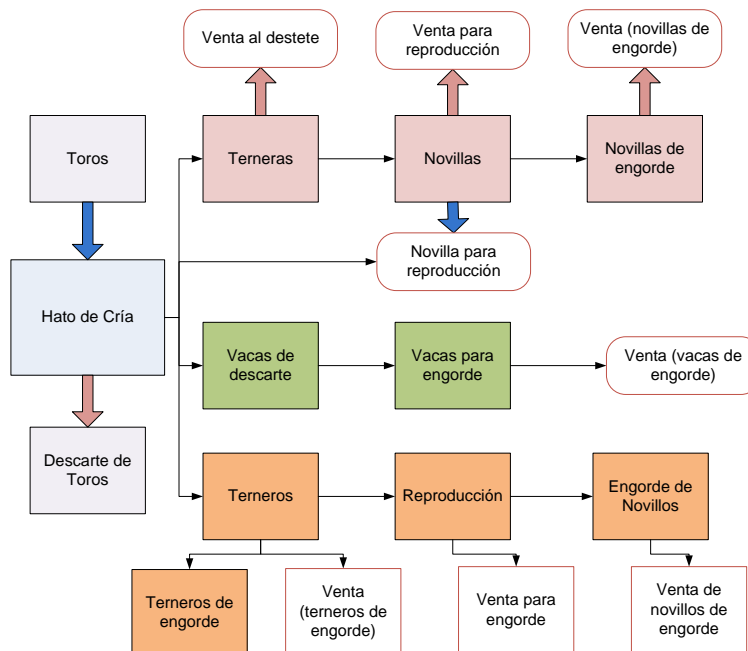 Venta al destete
Venta para
reproducción
Venta (novillas de
engorde)
Toros
Terneras
Novillas
Novillas de
engorde
Novilla para
reproducción
Hato de Cría
Vacas de
descarte
Vacas para
engorde
Venta (vacas de
engorde)
Descarte de
Toros
Terneros
Reproducción
Engorde de
Novillos
Terneros de
engorde
Venta
(terneros de
engorde)
Venta para
engorde
Venta de
novillos de
engorde